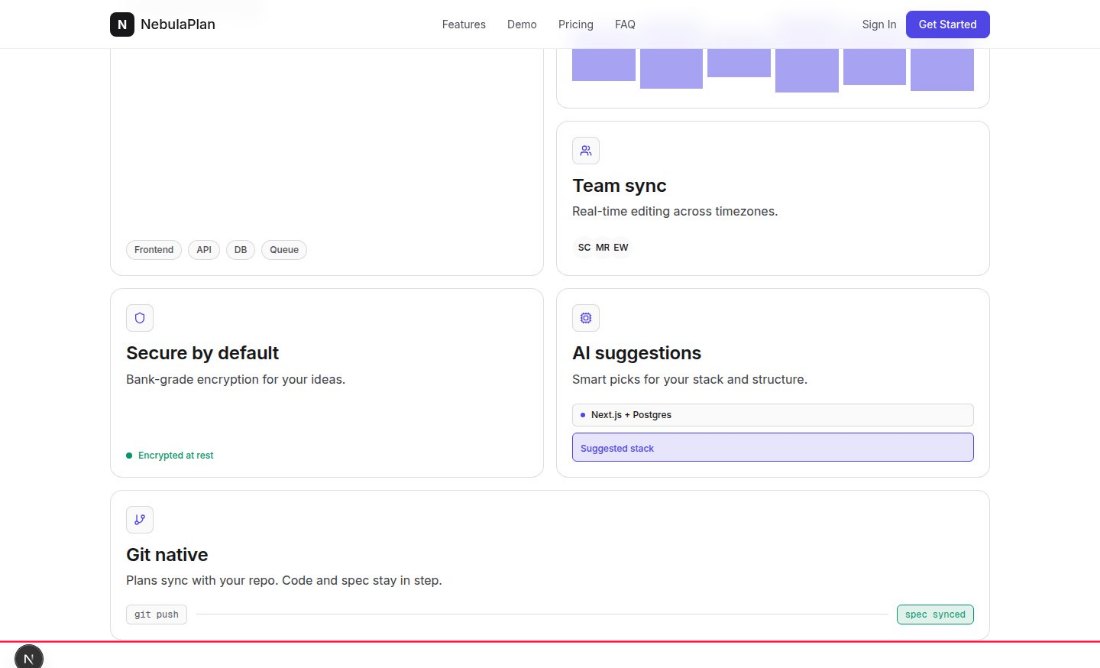 N NebulaPlan Features Demo Pricing FAQ Sign In Get Started
Team sync
Real-time editing across timezones.
Frontend API DB Queue
SC MR EW
Secure by default
Bank-grade encryption for your ideas.
Encrypted at rest
AI suggestions
Smart picks for your stack and structure.
Next.js + Postgres
Suggested stack
Git native
Plans sync with your repo. Code and spec stay in step.
git push spec synced
N